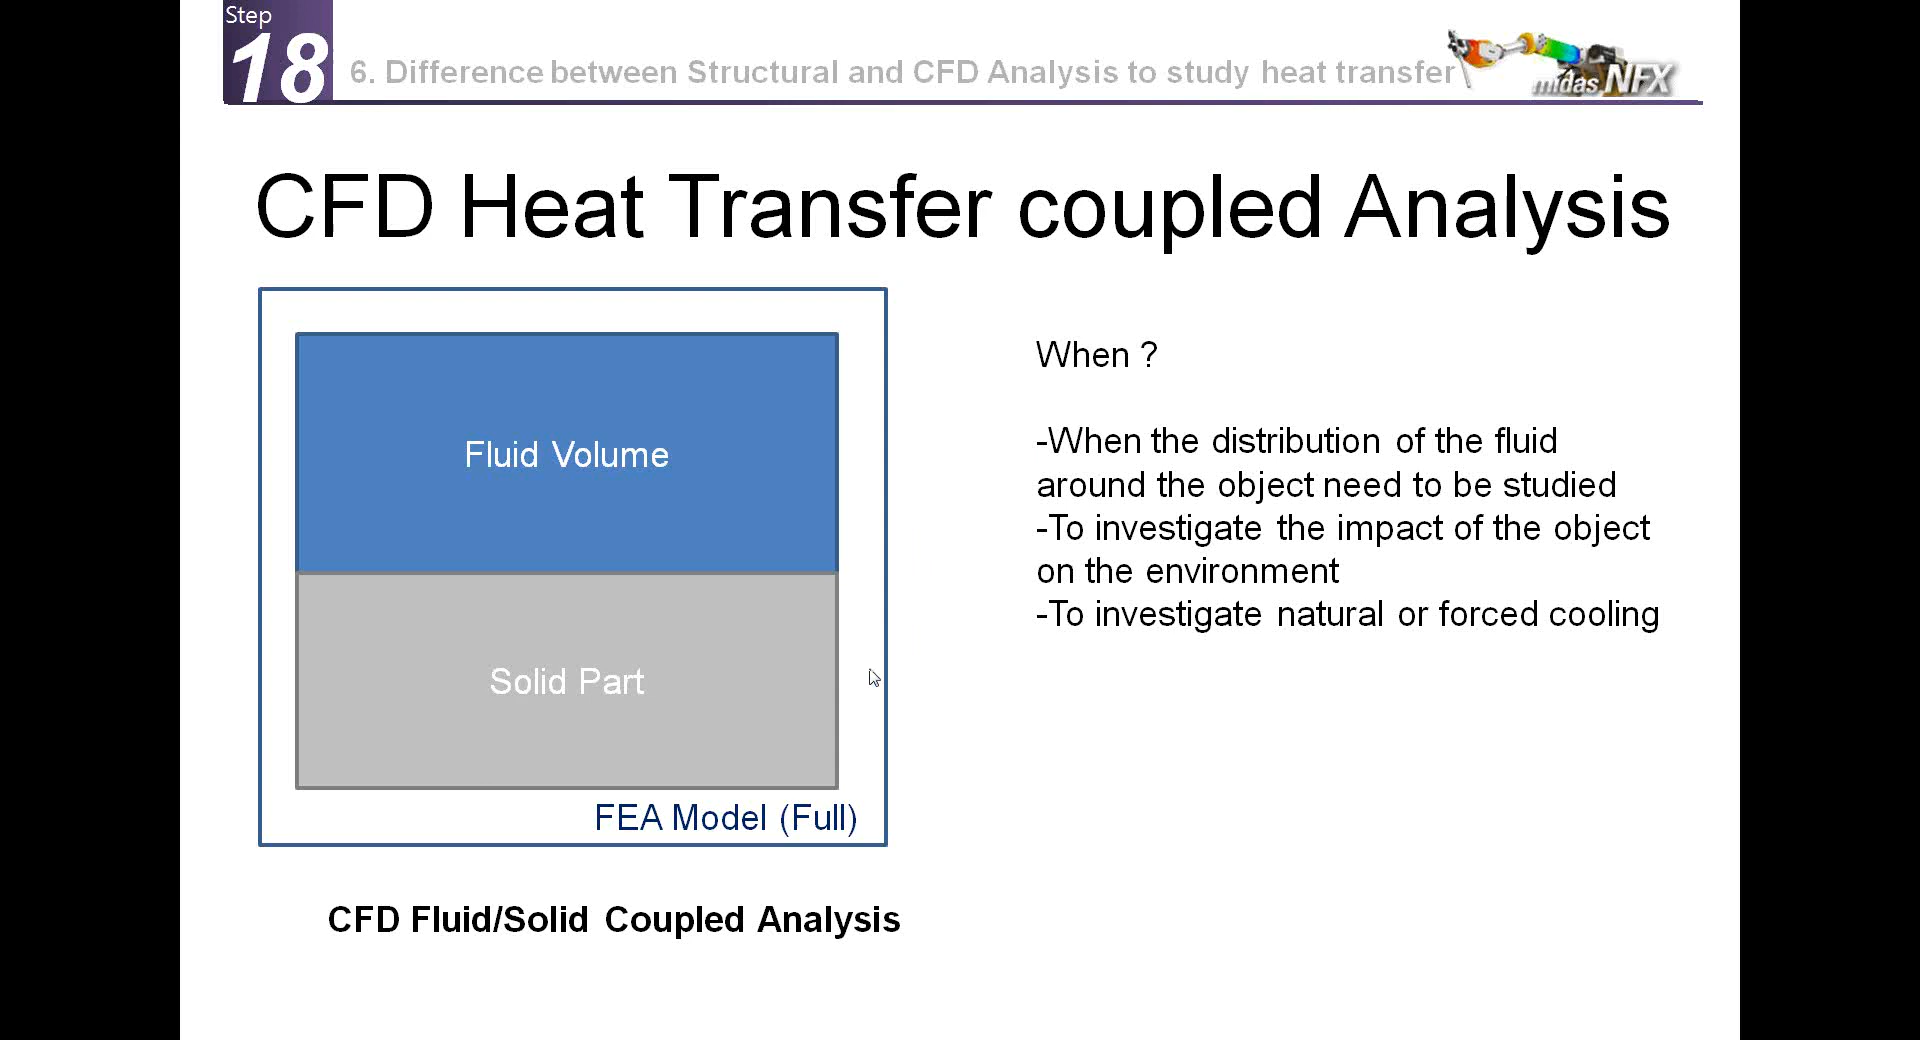 Step
18
6. Difference between Structural and CFD Analysis to study heat transfer
midas NFX
CFD Heat Transfer coupled Analysis
Fluid Volume
Solid Part
FEA Model (Full)
CFD Fluid/Solid Coupled Analysis
When ?
-When the distribution of the fluid
around the object need to be studied
-To investigate the impact of the object
on the environment
-To investigate natural or forced cooling